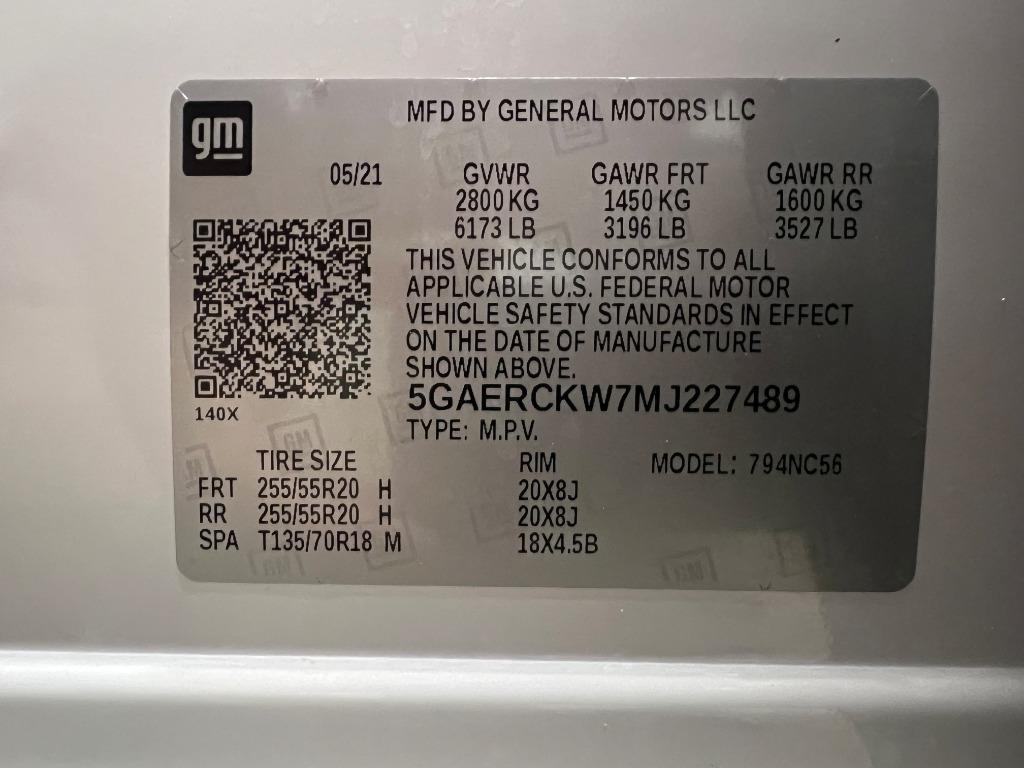 gm
MFD BY GENERAL MOTORS LLC
05/21 GVWR GAWR FRT GAWR RR
2800 KG 1450 KG 1600 KG
6173 LB 3196 LB 3527 LB
THIS VEHICLE CONFORMS TO ALL
APPLICABLE U.S. FEDERAL MOTOR
VEHICLE SAFETY STANDARDS IN EFFECT
ON THE DATE OF MANUFACTURE
SHOWN ABOVE.
5GAERCKW7MJ227489
140X
TYPE: M.P.V.
TIRE SIZE RIM MODEL: 794NC56
FRT 255/55R20 H 20X8J
RR 255/55R20 H 20X8J
SPA T135/70R18 M 18X4.5B